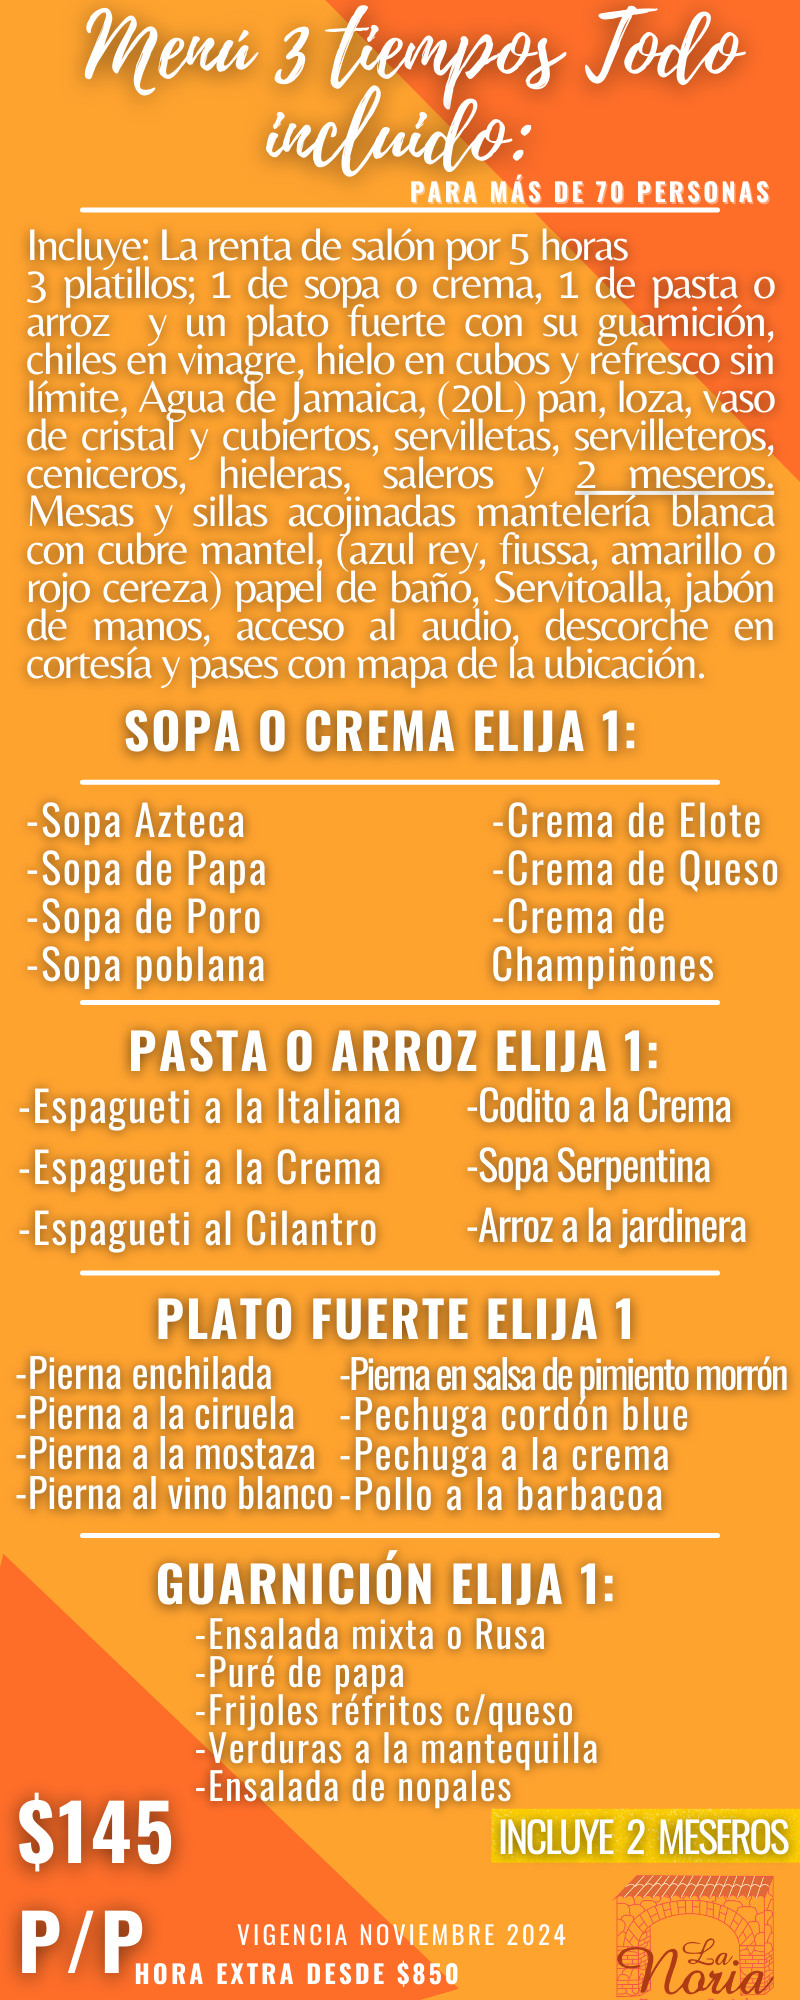 Menú 3 tiempos Todo
incluido:
PARA MÁS DE 70 PERSONAS
Incluye: La renta de salón por 5 horas
3 platillos; 1 de sopa o crema, 1 de pasta o
arroz y un plato fuerte con su guarnición,
chiles en vinagre, hielo en cubos y refresco sin
límite, Agua de Jamaica, (20L) pan, loza, vaso
de cristal y cubiertos, servilletas, servilleteros,
ceniceros, hieleras, saleros y 2 meseros.
Mesas y sillas acojinadas mantelería blanca
con cubre mantel, (azul rey, fiussa, amarillo o
rojo cereza) papel de baño, Servitoalla, jabón
de manos, acceso al audio, descorche en
cortesía y pases con mapa de la ubicación.
SOPA O CREMA ELIJA 1:
-Sopa Azteca
-Sopa de Papa
-Sopa de Poro
-Sopa poblana
-Crema de Elote
-Crema de Queso
-Crema de
Champiñones
PASTA O ARROZ ELIJA 1:
-Espagueti a la Italiana
-Espagueti a la Crema
-Espagueti al Cilantro
-Codito a la Crema
-Sopa Serpentina
-Arroz a la jardinera
PLATO FUERTE ELIJA 1
-Pierna enchilada
-Pierna a la ciruela
-Pierna a la mostaza
-Pierna al vino blanco
-Pierna en salsa de pimiento morrón
-Pechuga cordón blue
-Pechuga a la crema
-Pollo a la barbacoa
GUARNICIÓN ELIJA 1:
-Ensalada mixta o Rusa
-Puré de papa
-Frijoles réfritos c/queso
-Verduras a la mantequilla
-Ensalada de nopales
$145
P/P
INCLUYE 2 MESEROS
VIGENCIA NOVIEMBRE 2024
HORA EXTRA DESDE $850
La
Noria